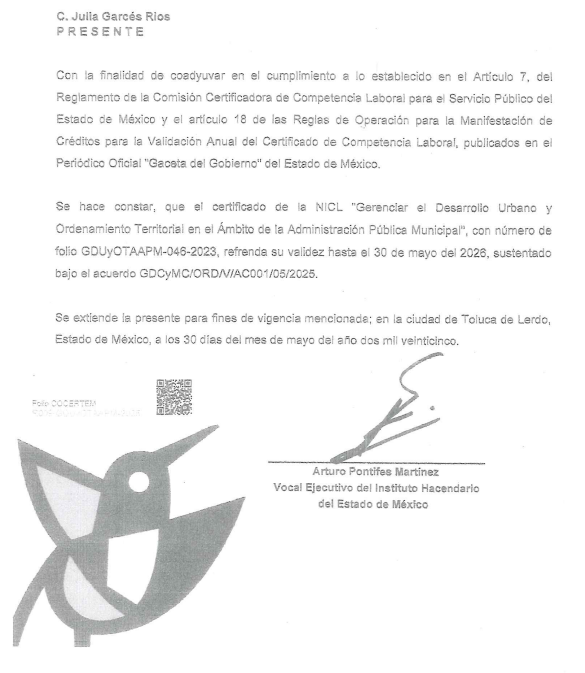 C. Julia Garcés Rios
P R E S E N T E
Con la finalidad de coadyuvar en el cumplimiento a lo establecido en el Artículo 7, del
Reglamento de la Comisión Certificadora de Competencia Laboral para el Servicio Público del
Estado de México y el artículo 18 de las Reglas de Operación para la Manifestación de
Créditos para la Validación Anual del Certificado de Competencia Laboral, publicados en el
Periódico Oficial "Gaceta del Gobierno" del Estado de México.
Se hace constar, que el certificado de la NICL "Gerenciar el Desarrollo Urbano y
Ordenamiento Territorial en el Ámbito de la Administración Pública Municipal", con número de
folio GDUyOTAAPM-046-2023, refrenda su validez hasta el 30 de mayo del 2026, sustentado
bajo el acuerdo GDCyMC/ORD/V/AC001/05/2025.
Se extiende la presente para fines de vigencia mencionada; en la ciudad de Toluca de Lerdo,
Estado de México, a los 30 días del mes de mayo del año dos mil veinticinco.
Folio COCERTEM
Arturo Pontifes Martínez
Vocal Ejecutivo del Instituto Hacendario
del Estado de México